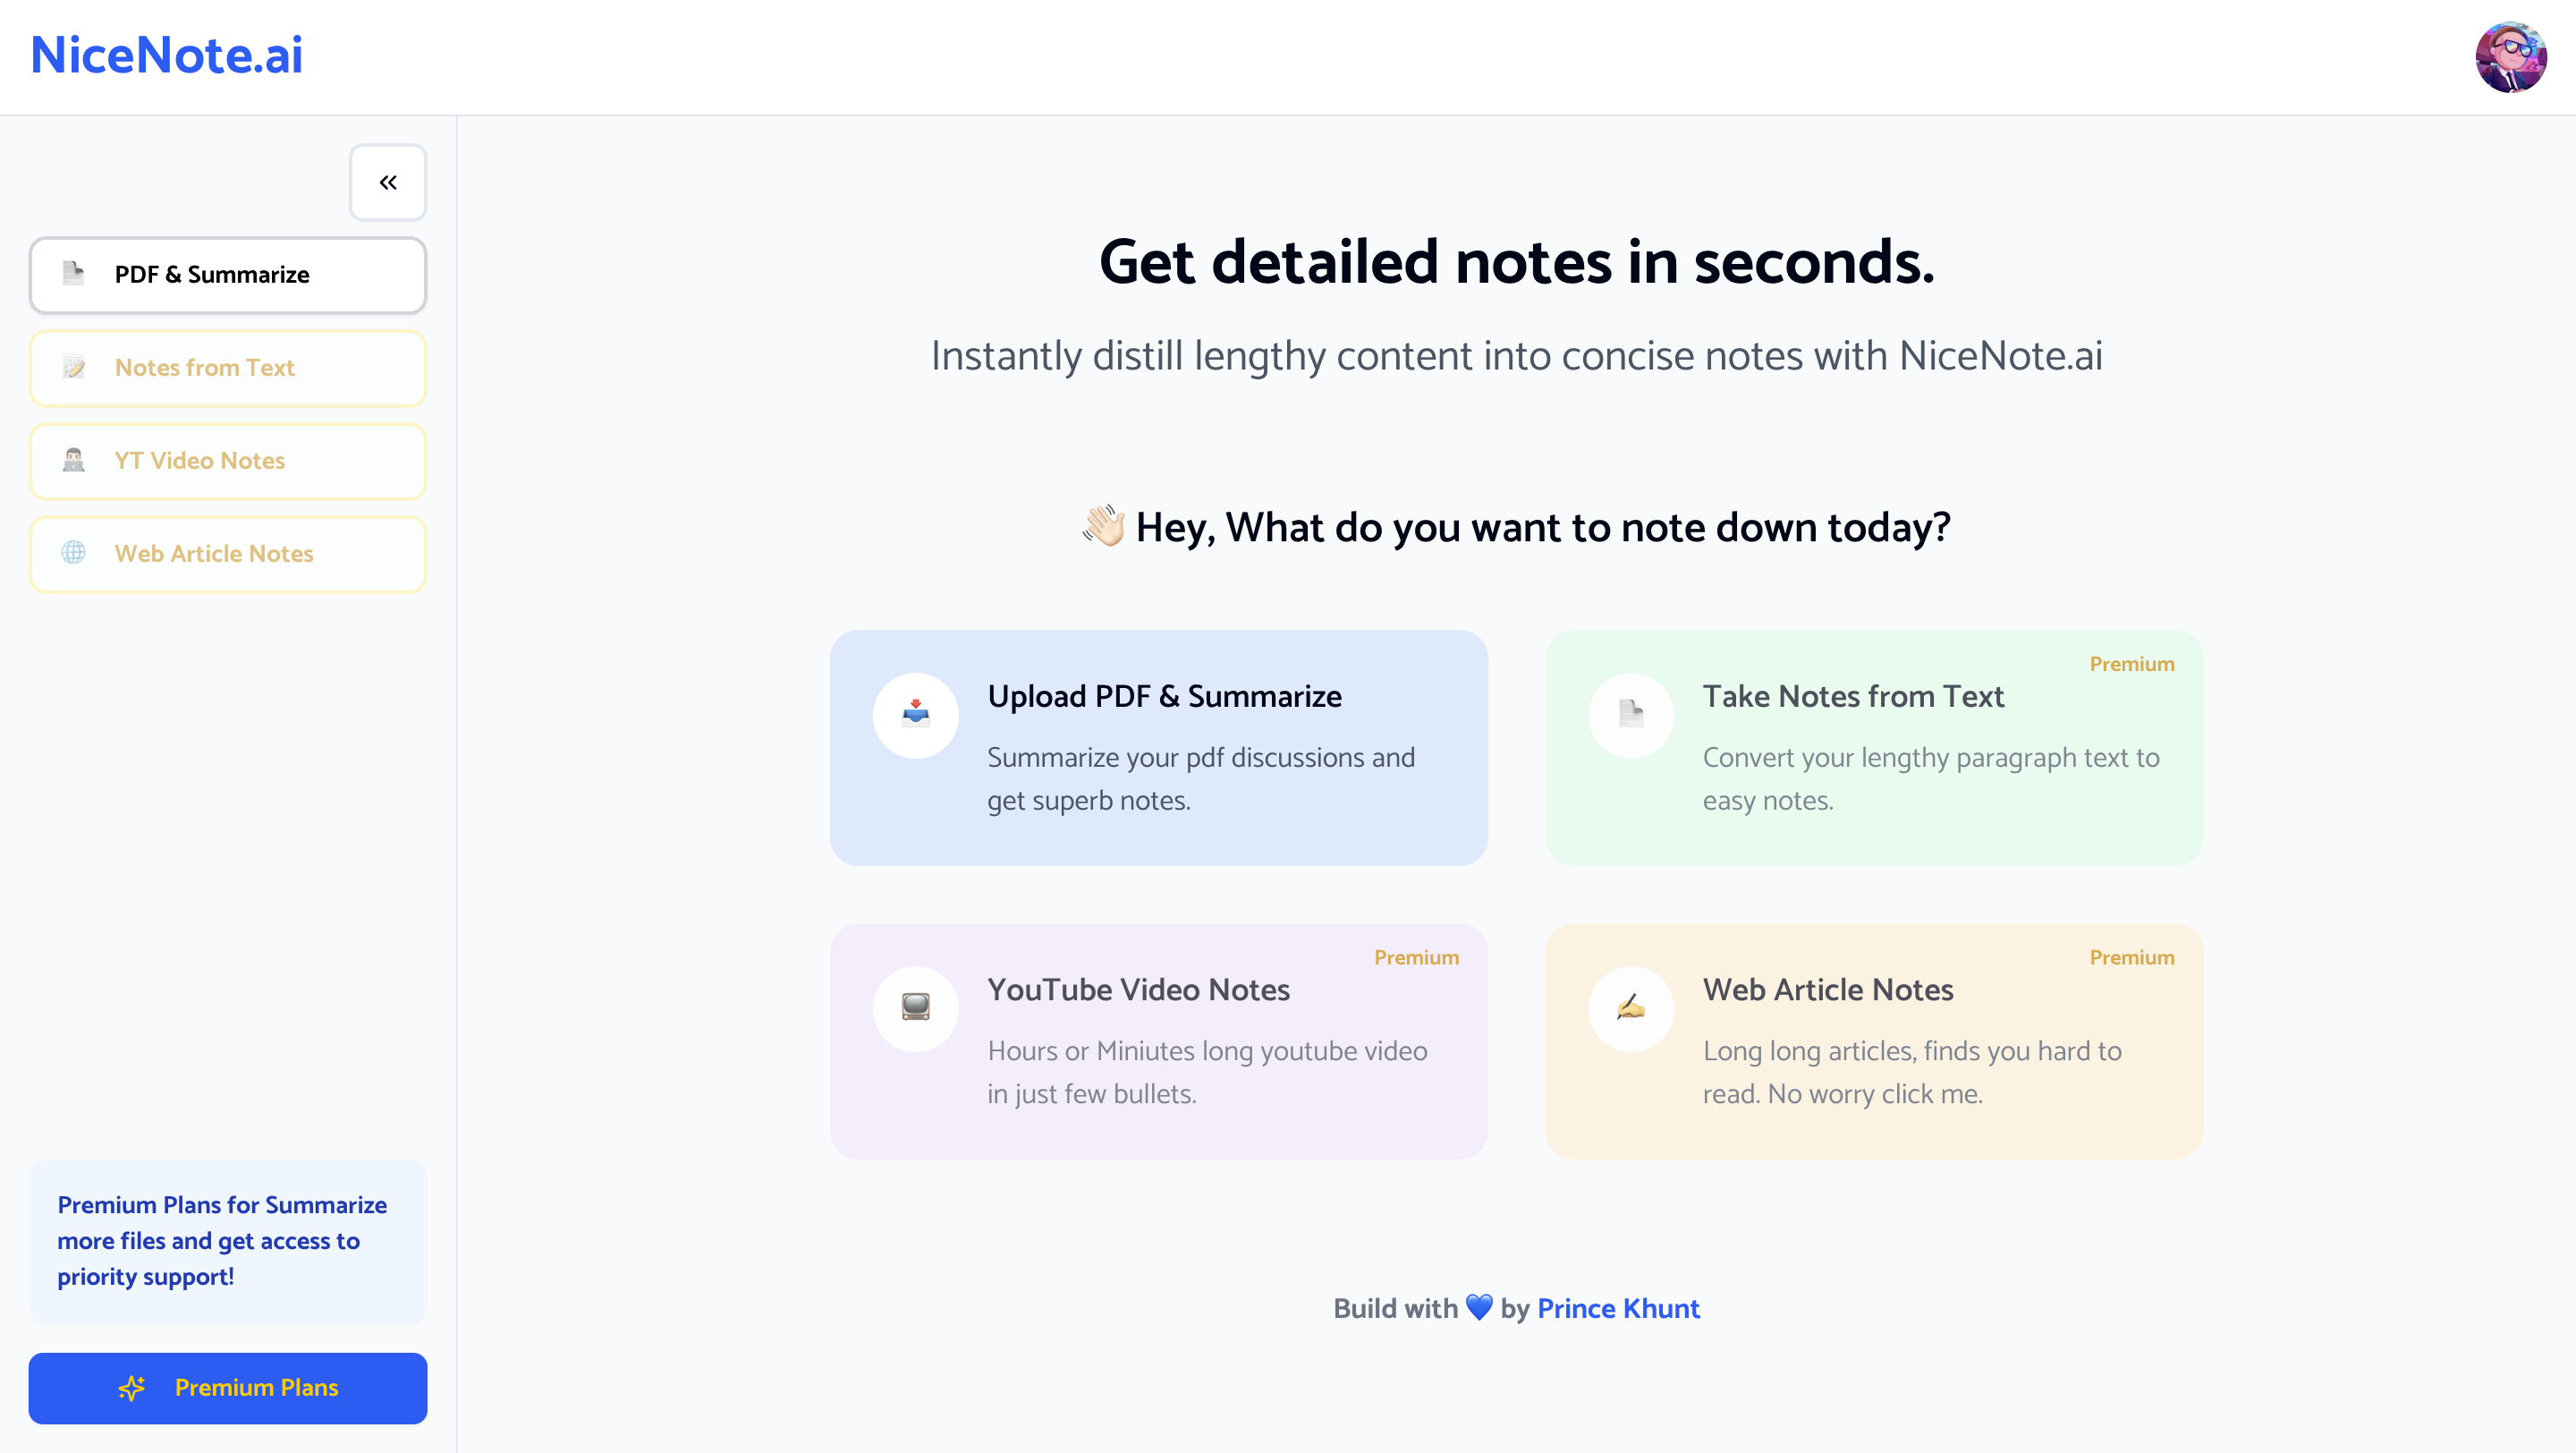 NiceNote.ai
PDF & Summarize
Notes from Text
YT Video Notes
Web Article Notes
Premium Plans for Summarize
more files and get access to
priority support!
Premium Plans
Get detailed notes in seconds.
Instantly distill lengthy content into concise notes with NiceNote.ai
👋🏻 Hey, What do you want to note down today?
Upload PDF & Summarize
Summarize your pdf discussions and
get superb notes.
Premium
Take Notes from Text
Convert your lengthy paragraph text to
easy notes.
Premium
YouTube Video Notes
Hours or Miniutes long youtube video
in just few bullets.
Premium
Web Article Notes
Long long articles, finds you hard to
read. No worry click me.
Build with 💙 by Prince Khunt